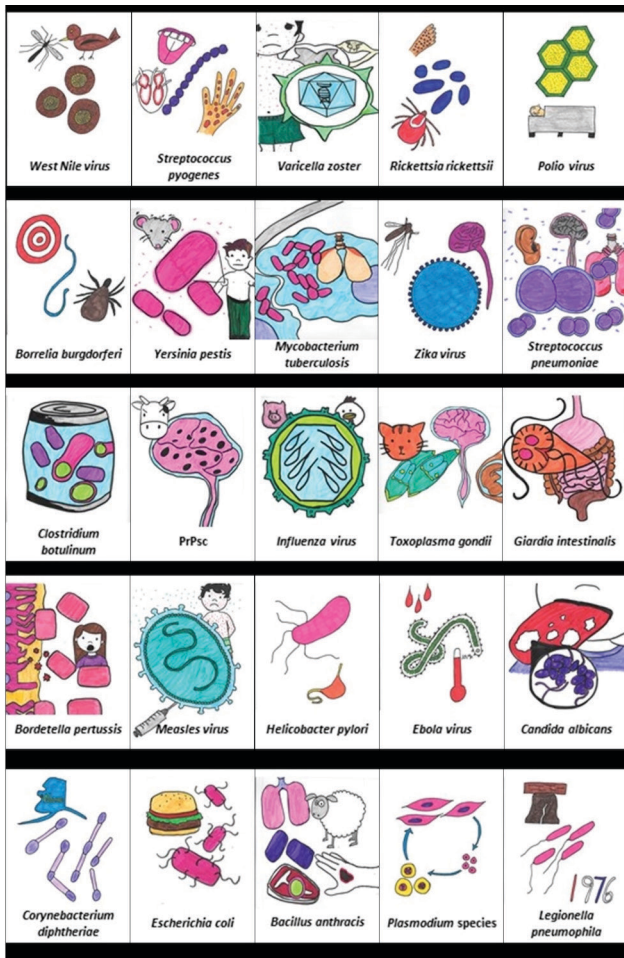 West Nile virus
Streptococcus
pyogenes
Varicella zoster
Rickettsia rickettsii
Polio virus
Borrelia burgdorferi
Yersinia pestis
Mycobacterium
tuberculosis
Zika virus
Streptococcus
pneumoniae
Clostridium
botulinum
PrPsc
Influenza virus
Toxoplasma gondii
Giardia intestinalis
Bordetella pertussis
Measles virus
Helicobacter pylori
Ebola virus
Candida albicans
Corynebacterium
diphtheriae
Escherichia coli
Bacillus anthracis
Plasmodium species
1976
Legionella
pneumophila